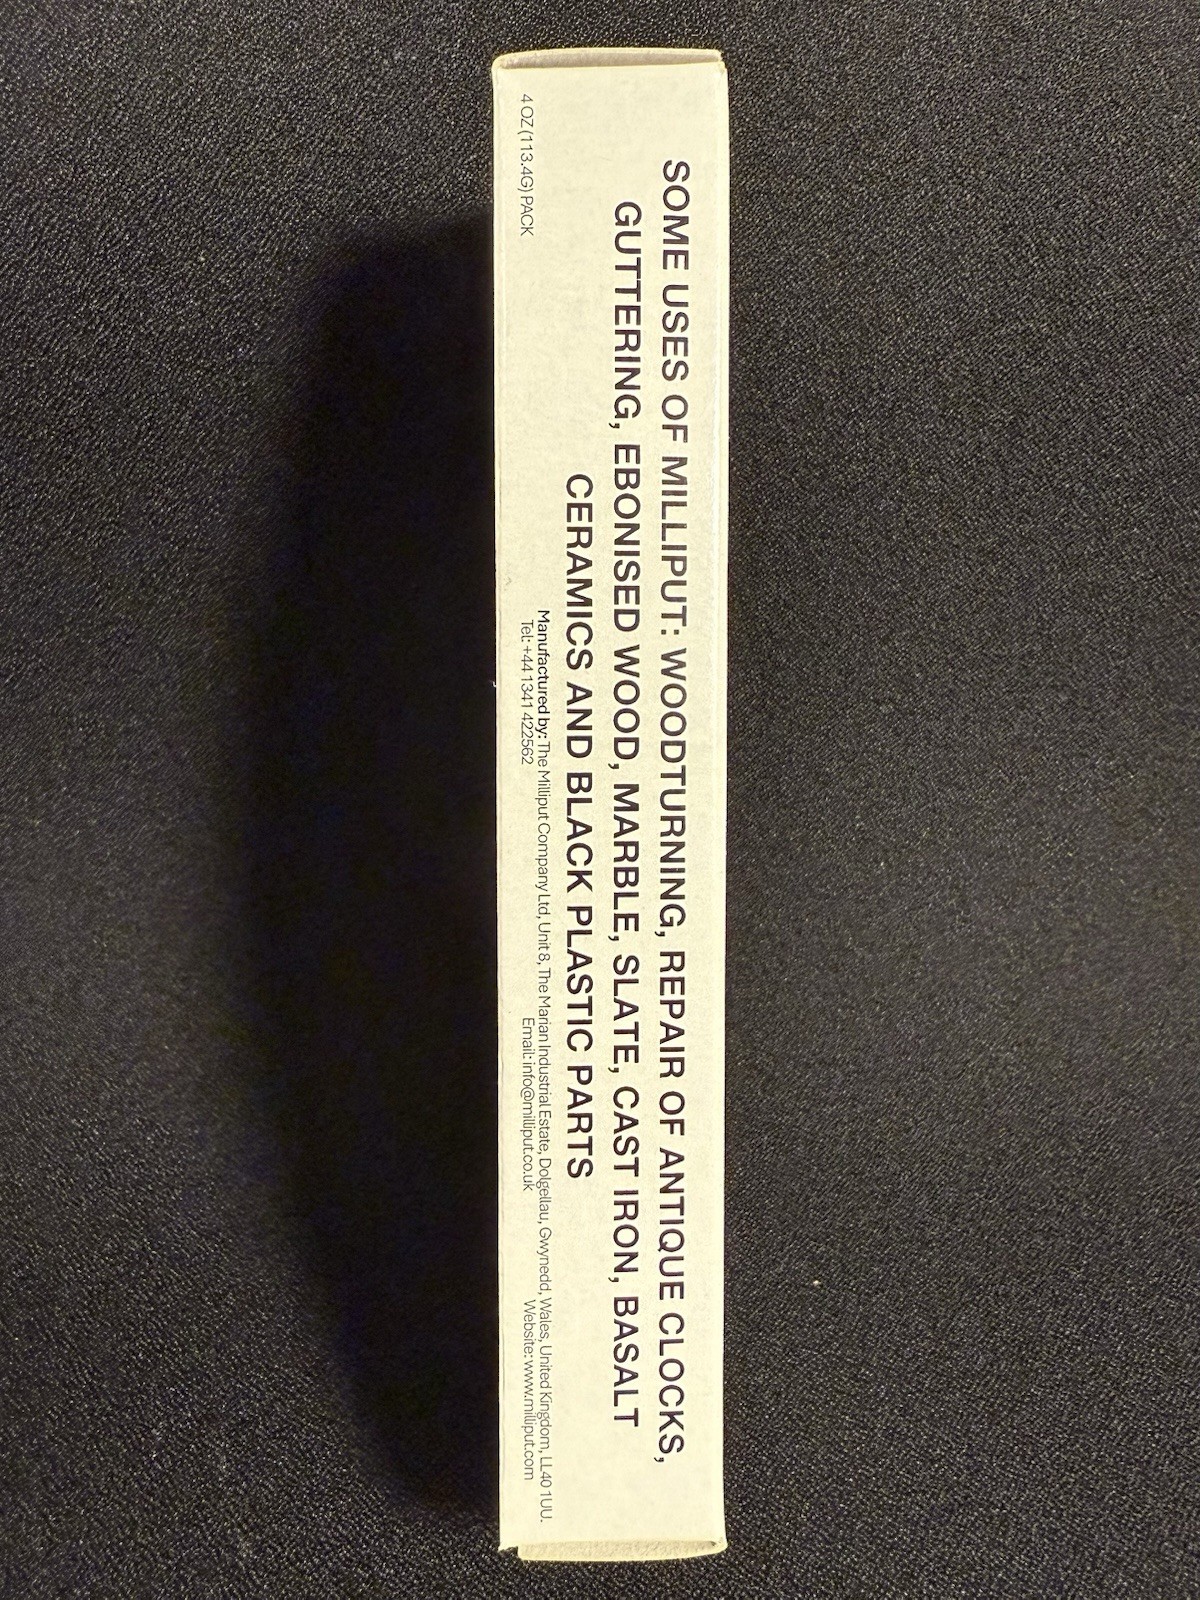 SOME USES OF MILLIPUT: WOODTURNING, REPAIR OF ANTIQUE CLOCKS,
GUTTERING, EBONISED WOOD, MARBLE, SLATE, CAST IRON, BASALT
CERAMICS AND BLACK PLASTIC PARTS
Manufactured by: The Milliput Company Ltd, Unit 8, The Marian Industrial Estate, Dolgellau, Gwynedd, Wales, United Kingdom, LL40 1UU.
4 OZ (113.4G) PACK Tel: +44 1341 422562 Email: info@milliput.co.uk Website: www.milliput.com